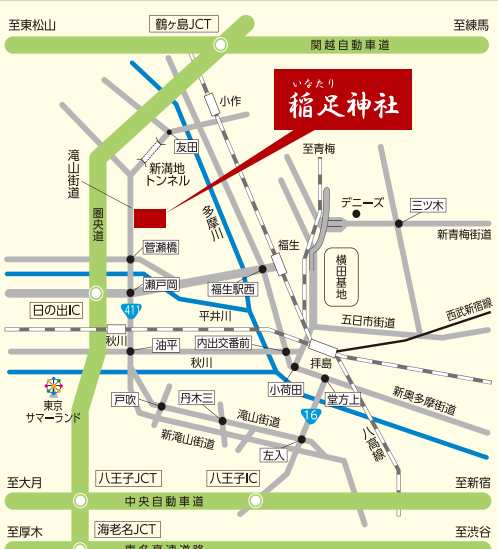 至東松山
鶴ヶ島JCT
至練馬
関越自動車道
小作
いなたり
稲足神社
友田
滝山街道
新満地
トンネル
至青梅
圏央道
多摩川
デニーズ
三ツ木
新青梅街道
菅瀬橋
福生
横田基地
瀬戸岡
福生駅西
日の出IC
411
平井川
五日市街道
西武新宿線
秋川
油平
内出交番前
拝島
秋川
小荷田
堂方上
新奥多摩街道
東京
サマーランド
戸吹
丹木三
滝山街道
16
新滝山街道
左入
八高線
至大月
八王子JCT
八王子IC
至新宿
中央自動車道
至厚木
海老名JCT
至渋谷
東名高速道路